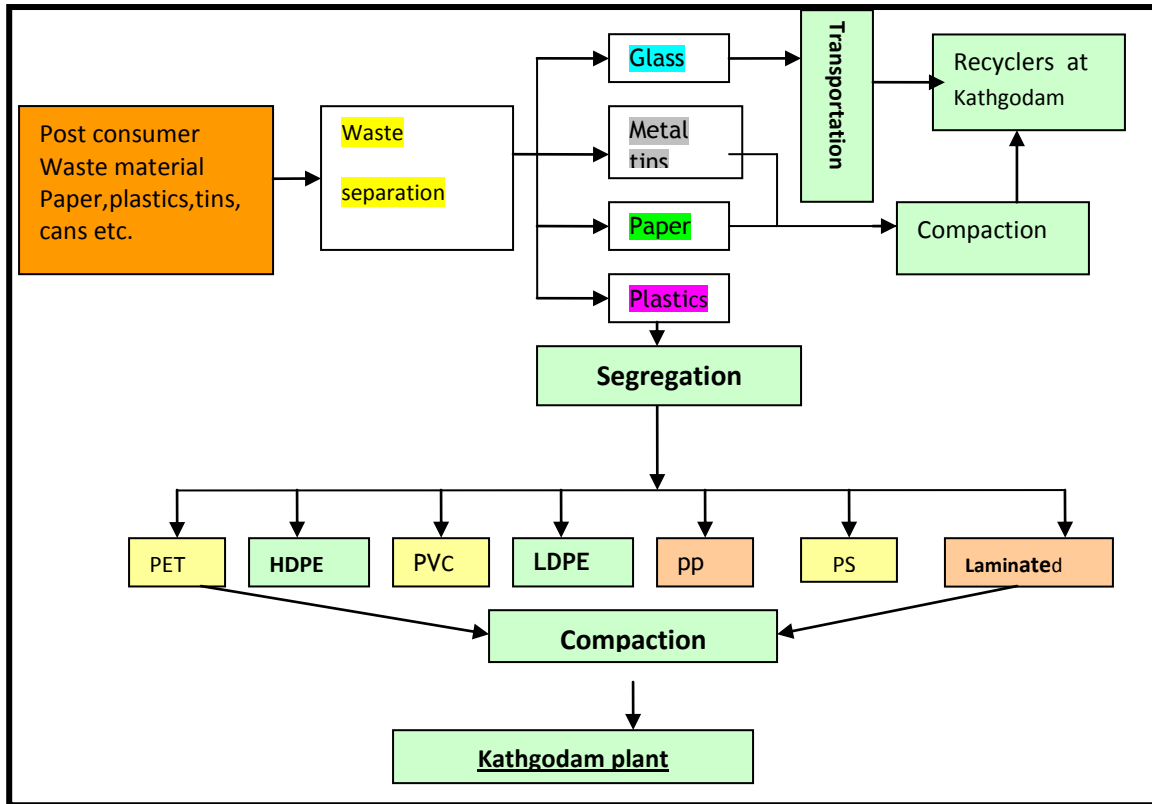 Post consumer
Waste material
Paper,plastics,tins,
cans etc.
Waste
separation
Glass
Metal
tins
Paper
Plastics
Transportation
Recyclers at
Kathgodam
Compaction
Segregation
PET
HDPE
PVC
LDPE
pp
PS
Laminated
Compaction
Kathgodam plant